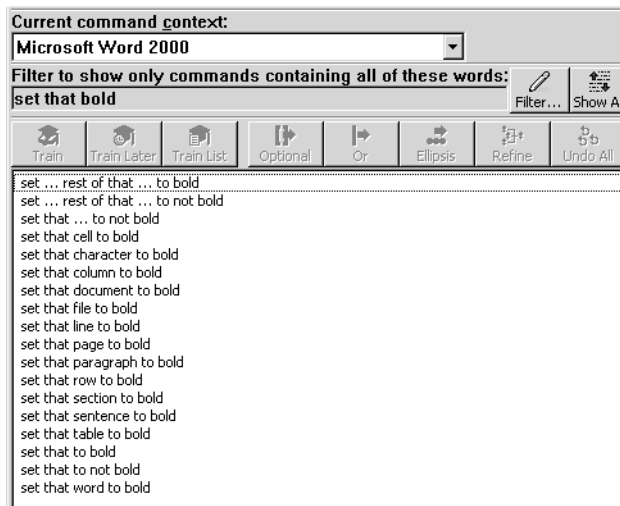 Current command context:
Microsoft Word 2000
Filter to show only commands containing all of these words:
set that bold
Filter... Show A
Train Train Later Train List Optional Or Ellipsis Refine Undo All
set ... rest of that ... to bold
set ... rest of that ... to not bold
set that ... to not bold
set that cell to bold
set that character to bold
set that column to bold
set that document to bold
set that file to bold
set that line to bold
set that page to bold
set that paragraph to bold
set that row to bold
set that section to bold
set that sentence to bold
set that table to bold
set that to bold
set that to not bold
set that word to bold